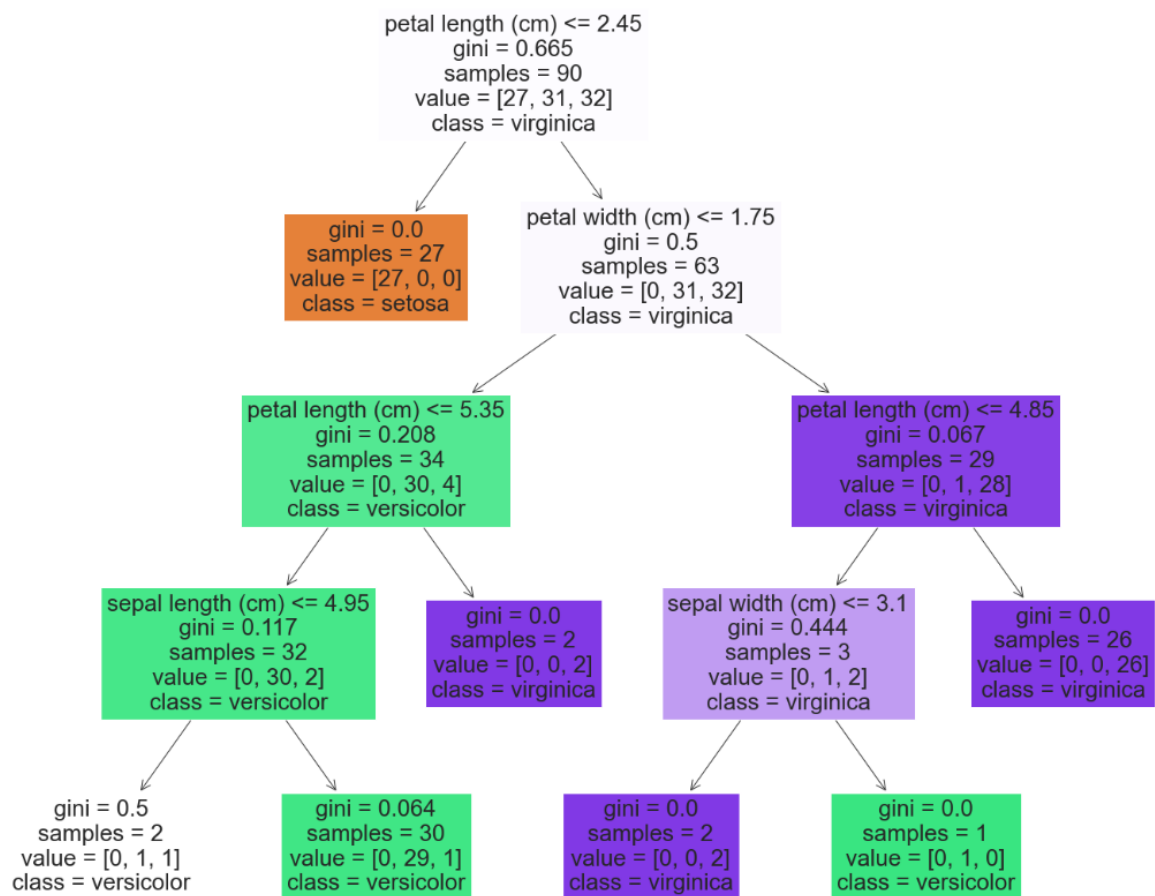 petal length (cm) <= 2.45
gini = 0.665
samples = 90
value = [27, 31, 32]
class = virginica
gini = 0.0
samples = 27
value = [27, 0, 0]
class = setosa
petal width (cm) <= 1.75
gini = 0.5
samples = 63
value = [0, 31, 32]
class = virginica
petal length (cm) <= 5.35
gini = 0.208
samples = 34
value = [0, 30, 4]
class = versicolor
petal length (cm) <= 4.85
gini = 0.067
samples = 29
value = [0, 1, 28]
class = virginica
sepal length (cm) <= 4.95
gini = 0.117
samples = 32
value = [0, 30, 2]
class = versicolor
gini = 0.0
samples = 2
value = [0, 0, 2]
class = virginica
sepal width (cm) <= 3.1
gini = 0.444
samples = 3
value = [0, 1, 2]
class = virginica
gini = 0.0
samples = 26
value = [0, 0, 26]
class = virginica
gini = 0.5
samples = 2
value = [0, 1, 1]
class = versicolor
gini = 0.064
samples = 30
value = [0, 29, 1]
class = versicolor
gini = 0.0
samples = 2
value = [0, 0, 2]
class = virginica
gini = 0.0
samples = 1
value = [0, 1, 0]
class = versicolor